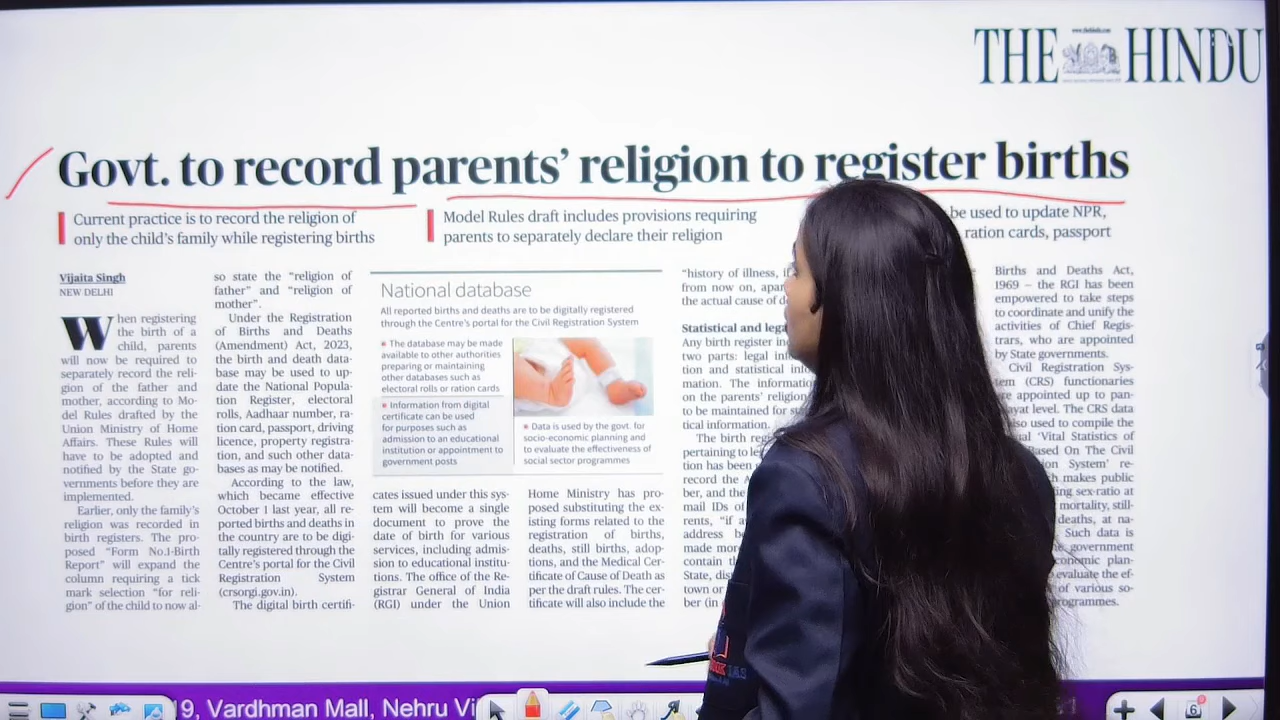 THE HINDU
Govt. to record parents' religion to register births
Current practice is to record the religion of
only the child's family while registering births
Model Rules draft includes provisions requiring
parents to separately declare their religion
be used to update NPR,
ration cards, passport
Vijaita Singh
NEW DELHI
When registering
the birth of a
child, parents
will now be required to
separately record the reli-
gion of the father and
mother, according to Mo-
del Rules drafted by the
Union Ministry of Home
Affairs. These Rules will
have to be adopted and
notified by the State go-
vernments before they are
implemented.
Earlier, only the family's
religion was recorded in
birth registers. The pro-
posed "Form No.1-Birth
Report" will expand the
column requiring a tick
mark selection "for reli-
gion" of the child to now al-
so state the "religion of
father" and "religion of
mother".
Under the Registration
of Births and Deaths
(Amendment) Act, 2023,
the birth and death data-
base may be used to up-
date the National Popula-
tion Register, electoral
rolls, Aadhaar number, ra-
tion card, passport, driving
licence, property registra-
tion, and such other data-
bases as may be notified.
According to the law,
which became effective
October 1 last year, all re-
ported births and deaths in
the country are to be digi-
tally registered through the
Centre's portal for the Civil
Registration System
(crsorgi.gov.in).
The digital birth certifi-
National database
All reported births and deaths are to be digitally registered
through the Centre's portal for the Civil Registration System
The database may be made
available to other authorities
preparing or maintaining
other databases such as
electoral rolls or ration cards
Information from digital
certificate can be used
for purposes such as
admission to an educational
institution or appointment to
government posts
Data is used by the govt. for
socio-economic planning and
to evaluate the effectiveness of
social sector programmes
cates issued under this sys-
tem will become a single
document to prove the
date of birth for various
services, including admis-
sion to educational institu-
tions. The office of the Re-
gistrar General of India
(RGI) under the Union
Home Ministry has pro-
posed substituting the ex-
isting forms related to the
registration of births,
deaths, still births, adop-
tions, and the Medical Cer-
tificate of Cause of Death as
per the draft rules. The cer-
tificate will also include the
"history of illness, if
from now on, apar
the actual cause of d
Statistical and lega
Any birth register in
two parts: legal inf
tion and statistical info
mation. The informatio
on the parents' religion
to be maintained for st
tical information.
The birth regi
pertaining to le
tion has been
record the A
ber, and the
mail IDs of
rents, "if a
address b
made mor
contain th
State, dis
town or
ber (in
Births and Deaths Act,
1969 – the RGI has been
empowered to take steps
to coordinate and unify the
activities of Chief Regis-
trars, who are appointed
by State governments.
Civil Registration Sys-
tem (CRS) functionaries
re appointed up to pan-
ayat level. The CRS data
lso used to compile the
ual 'Vital Statistics of
Based On The Civil
ion System' re-
ch makes public
ing sex-ratio at
mortality, still-
deaths, at na-
Such data is
e government
conomic plan-
evaluate the ef-
of various so-
programmes.
9, Vardhman Mall, Nehru Vi
6